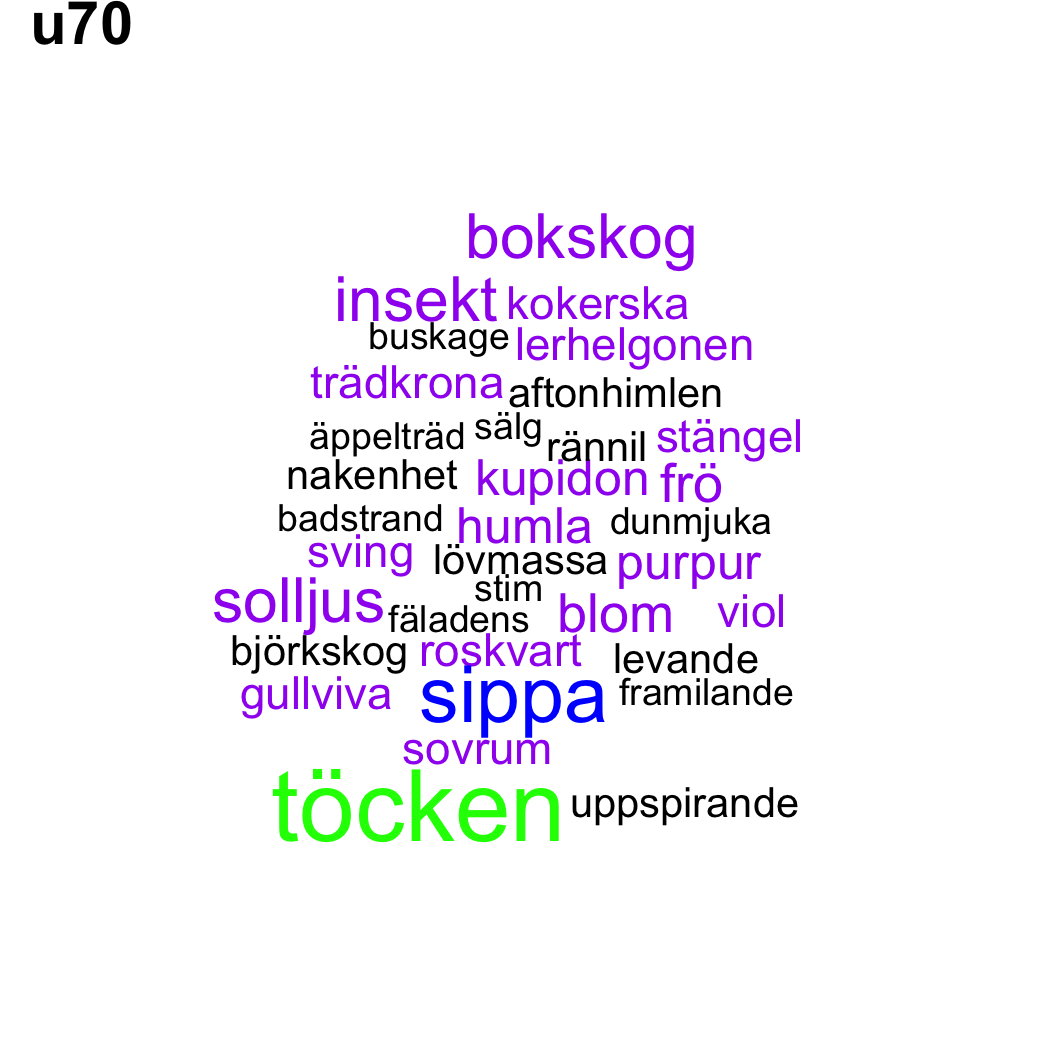 u70
bokskog
insekt kokerska
buskage lerhelgonen
trädkrona aftonhimlen
äppelträd sälg rännil stängel
nakenhet kupidon frö
badstrand humla dunmjuka
sving lövmassa purpur
solljus stim
fäladens blom viol
björkskog roskvart levande
gullviva sippa framilande
sovrum
töcken uppspirande